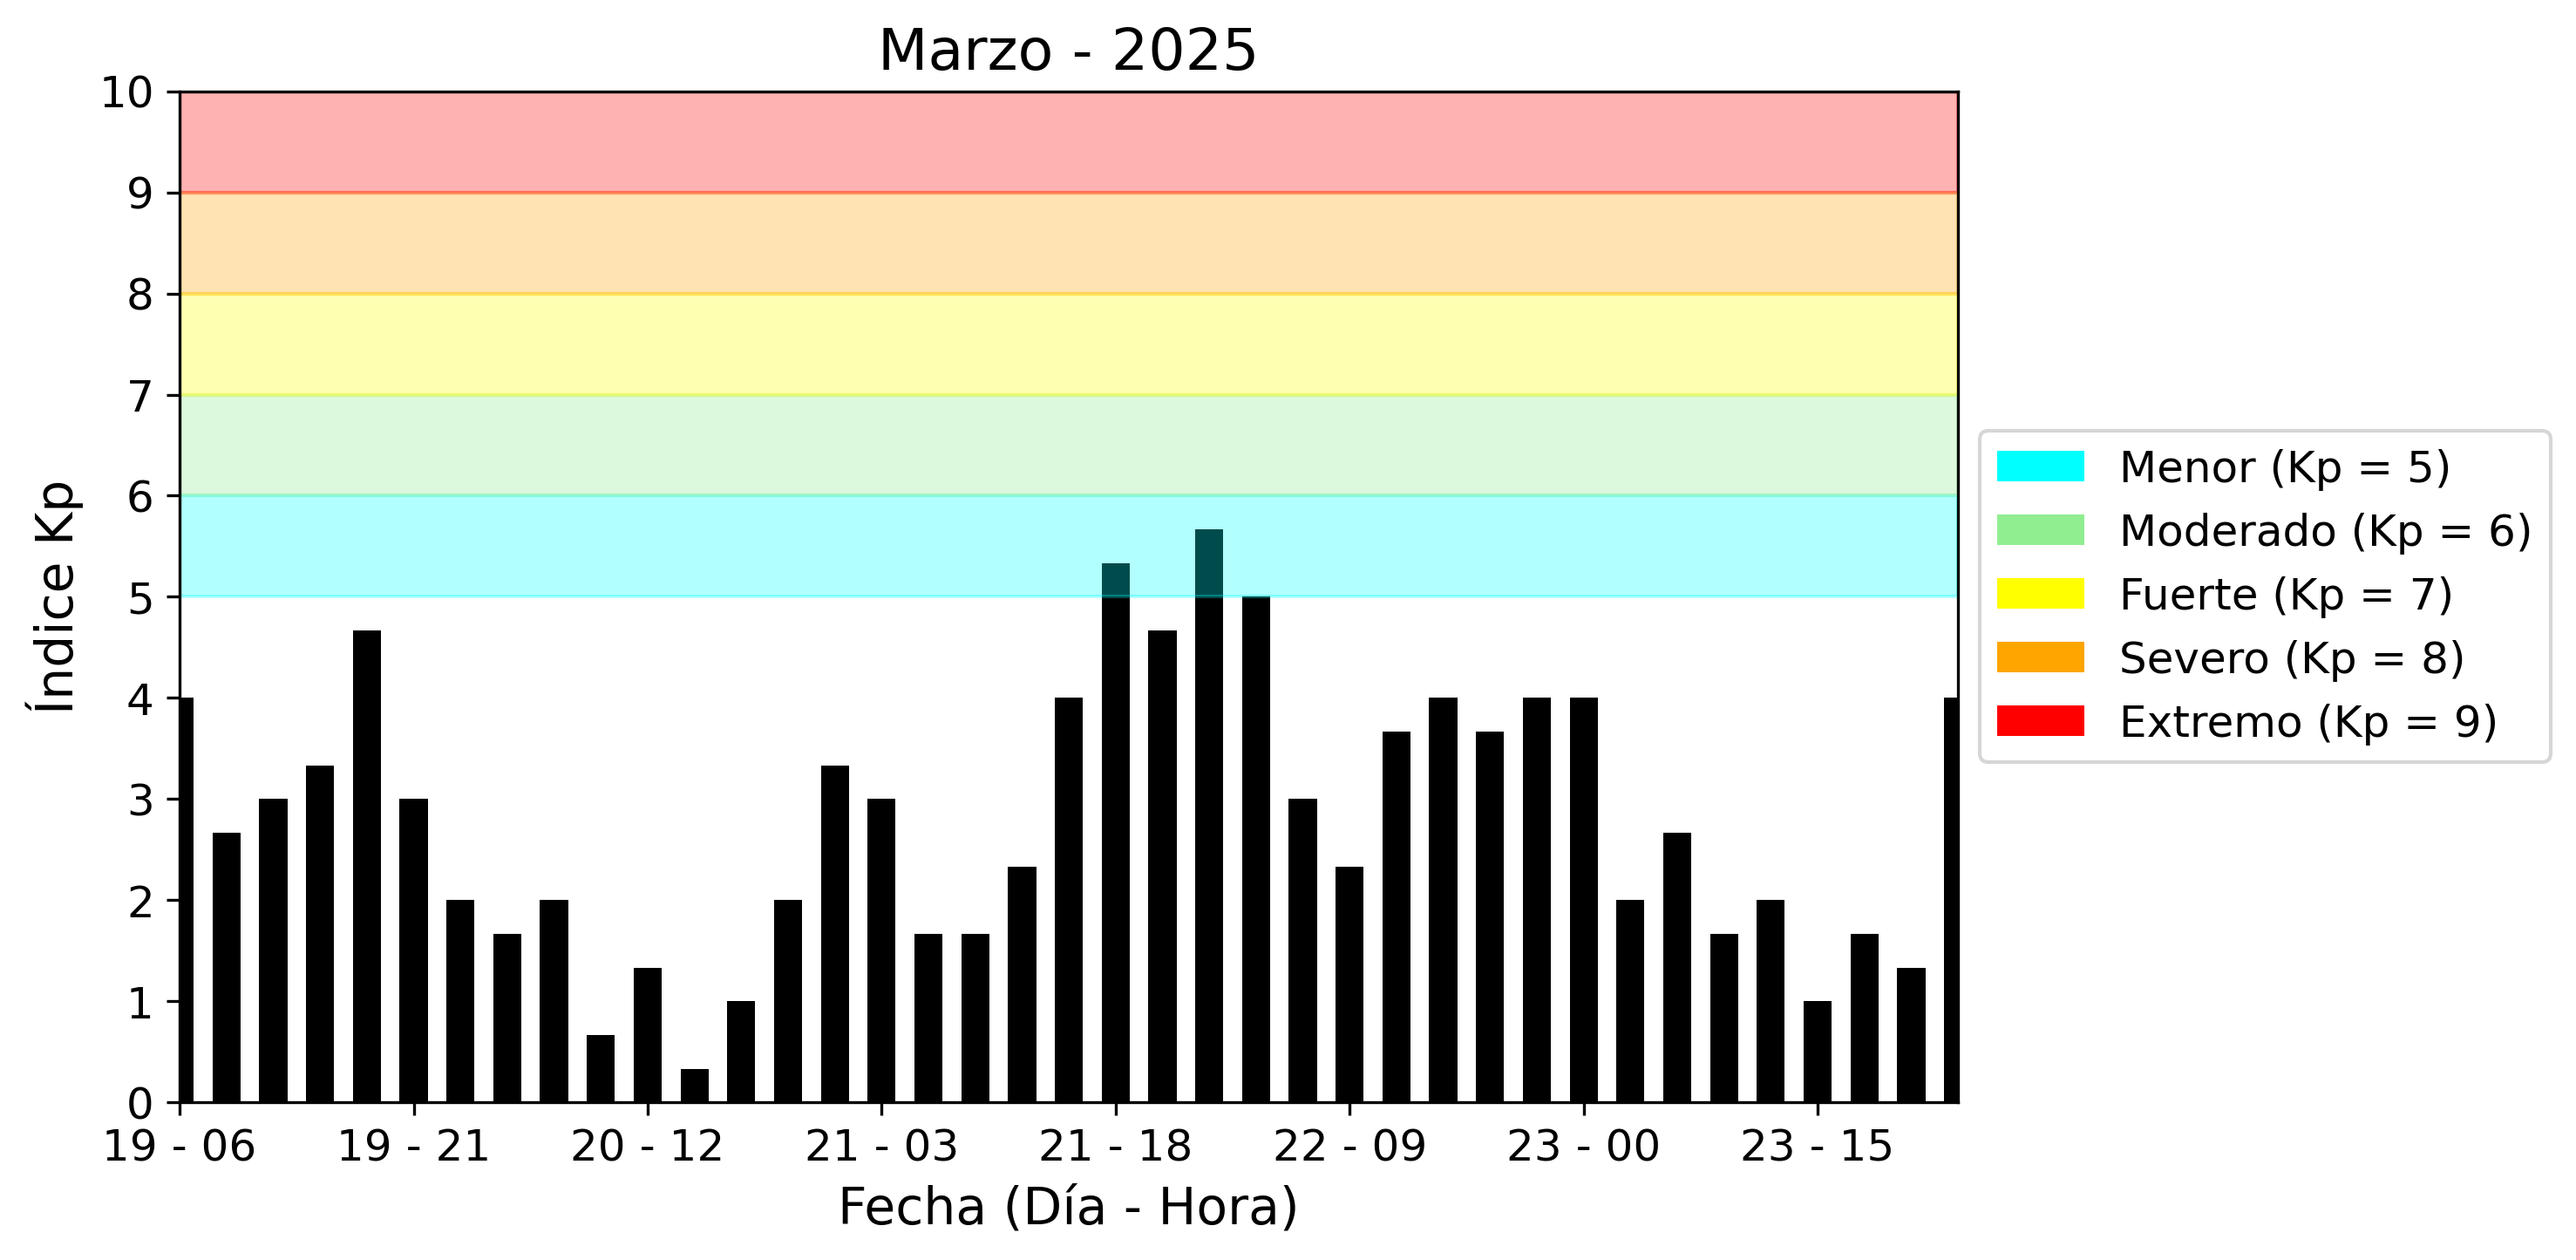 Marzo - 2025
10
9
8
7
6
5
4
3
2
1
0
Índice Kp
19 - 06
19 - 21
20 - 12
21 - 03
21 - 18
22 - 09
23 - 00
23 - 15
Fecha (Día - Hora)
Menor (Kp = 5)
Moderado (Kp = 6)
Fuerte (Kp = 7)
Severo (Kp = 8)
Extremo (Kp = 9)